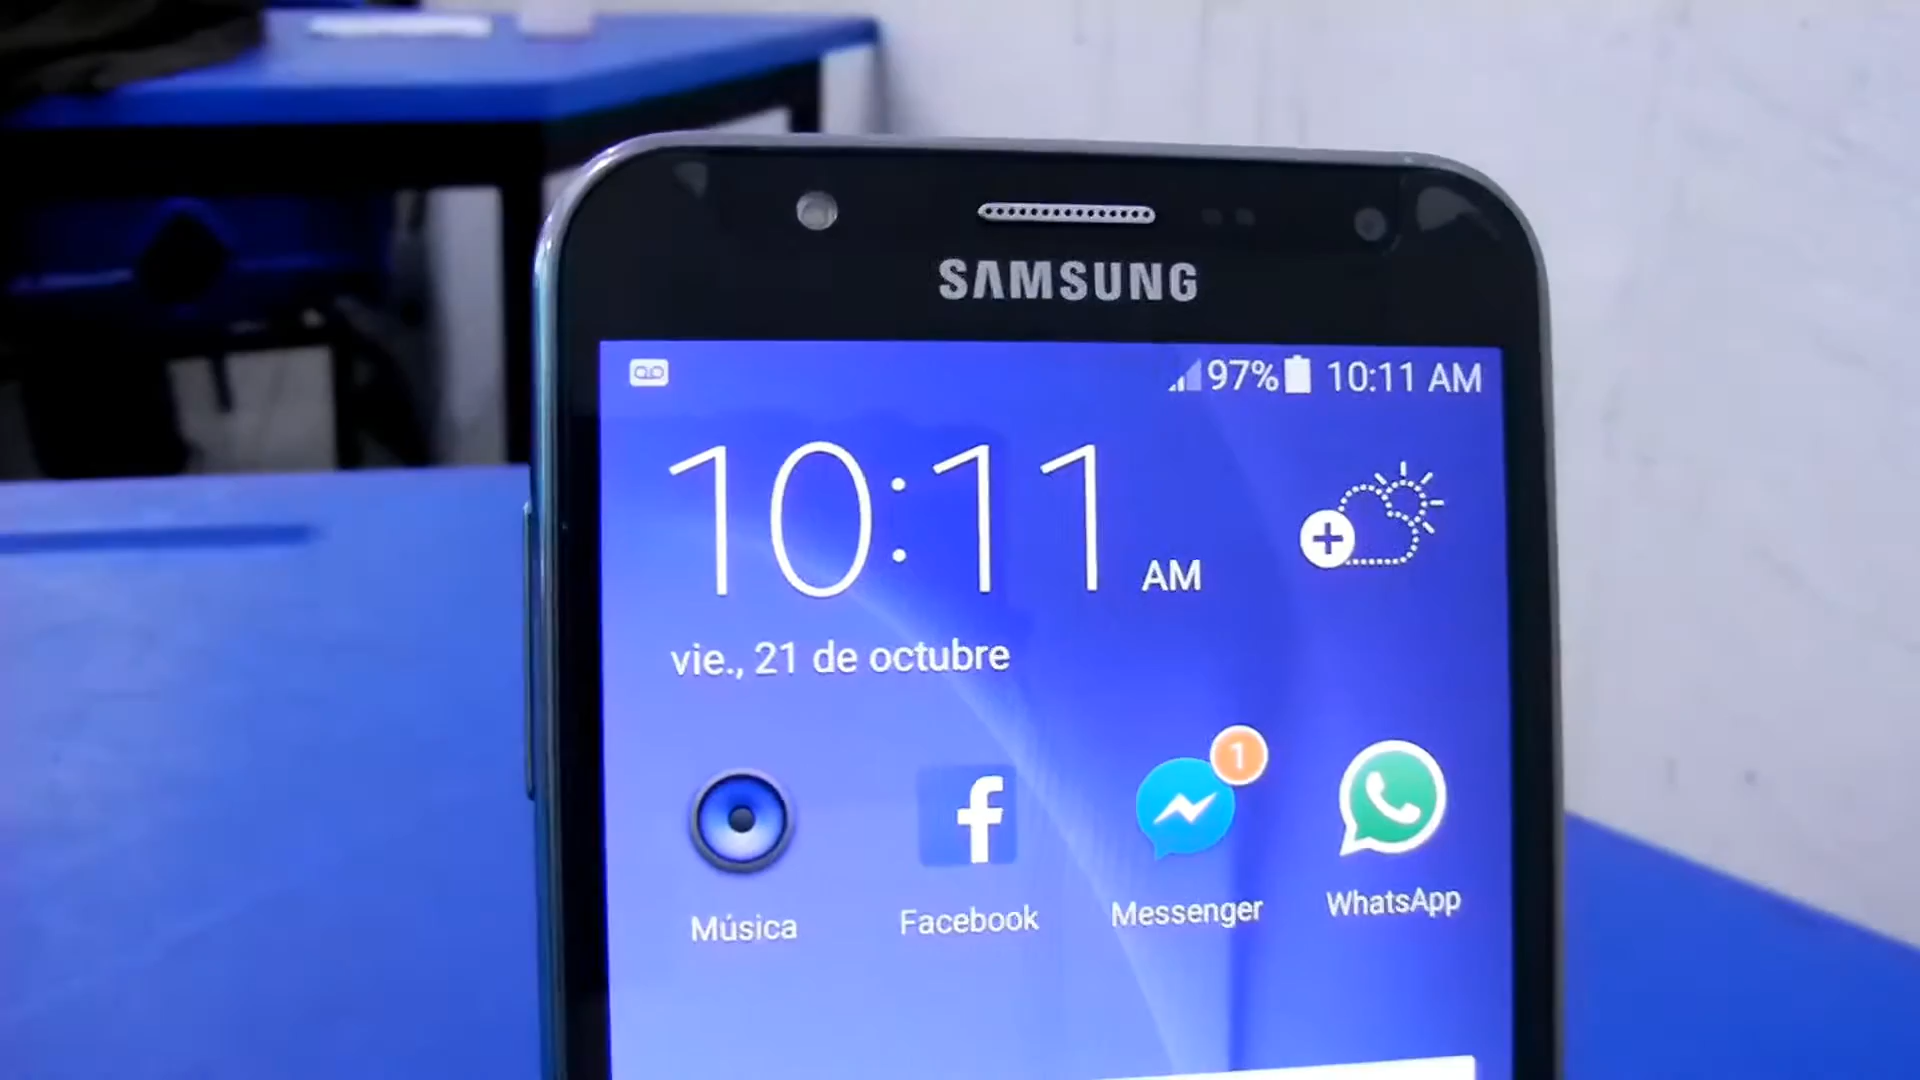 SAMSUNG
97% 10:11 AM
10:11 AM
vie., 21 de octubre
1
Música
Facebook
Messenger
WhatsApp